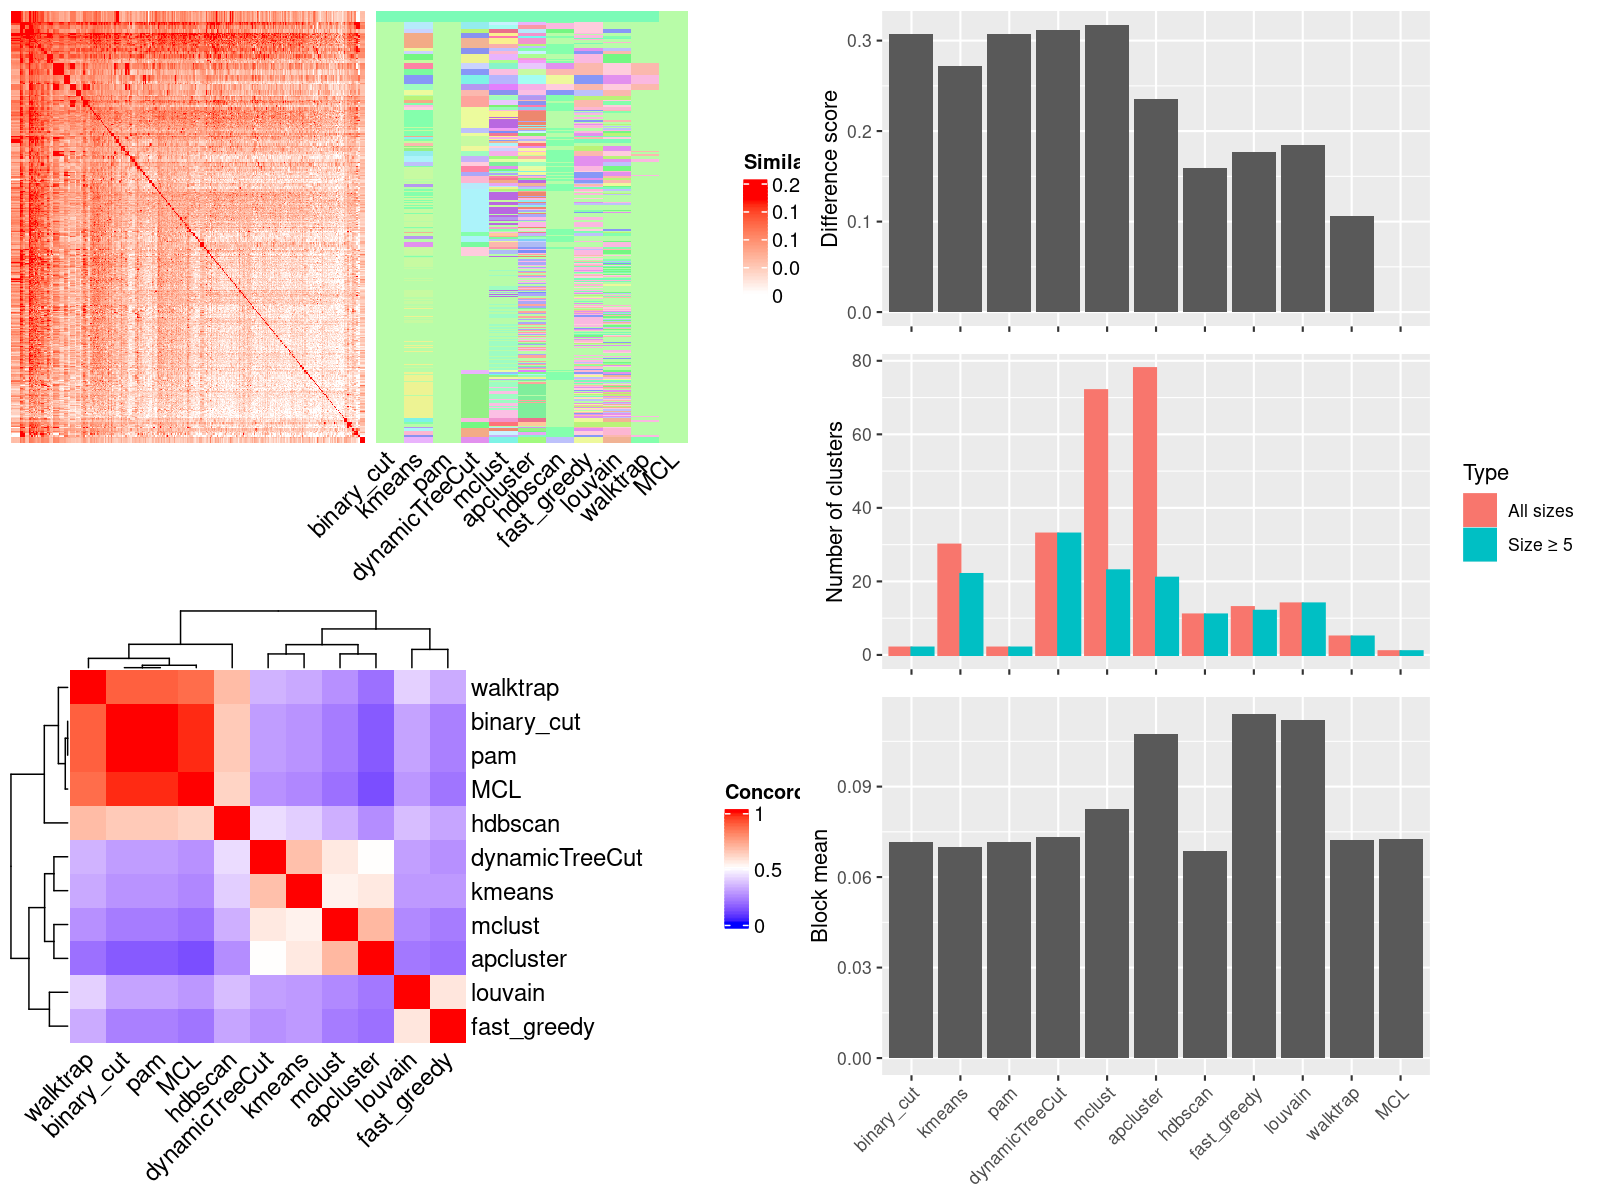 Simila
0.2
0.1
0.1
0.0
0
binary_cut
kmeans
pam
dynamicTreeCut
mclust
apcluster
hdbscan
fast_greedy
louvain
walktrap
MCL
walktrap
binary_cut
pam
MCL
hdbscan
dynamicTreeCut
kmeans
mclust
apcluster
louvain
fast_greedy
walktrap
binary_cut
pam
MCL
hdbscan
dynamicTreeCut
kmeans
mclust
apcluster
louvain
fast_greedy
Concord
1
0.5
0
Difference score
0.3
0.2
0.1
0.0
Number of clusters
80
60
40
20
0
Type
All sizes
Size ≥ 5
Block mean
0.09
0.06
0.03
0.00
binary_cut
kmeans
pam
dynamicTreeCut
mclust
apcluster
hdbscan
fast_greedy
louvain
walktrap
MCL